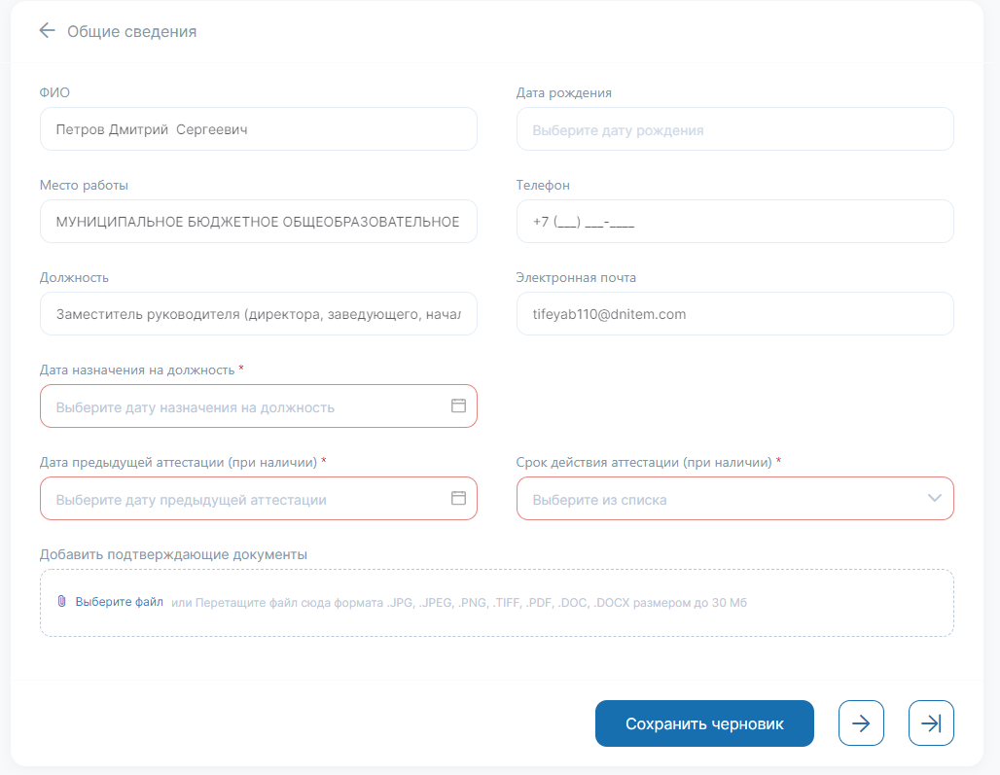 Общие сведения
ФИО
Дата рождения
Петров Дмитрий  Сергеевич
Выберите дату рождения
Место работы
Телефон
МУНИЦИПАЛЬНОЕ БЮДЖЕТНОЕ ОБЩЕОБРАЗОВАТЕЛЬНОЕ
+7 (___) ___-____
Должность
Электронная почта
Заместитель руководителя (директора, заведующего, начал
tifeyab110@dnitem.com
Дата назначения на должность *
Выберите дату назначения на должность
Дата предыдущей аттестации (при наличии) *
Срок действия аттестации (при наличии) *
Выберите дату предыдущей аттестации
Выберите из списка
Добавить подтверждающие документы
Выберите файл или Перетащите файл сюда формата .JPG, .JPEG, .PNG, .TIFF, .PDF, .DOC, .DOCX размером до 30 Мб
Сохранить черновик